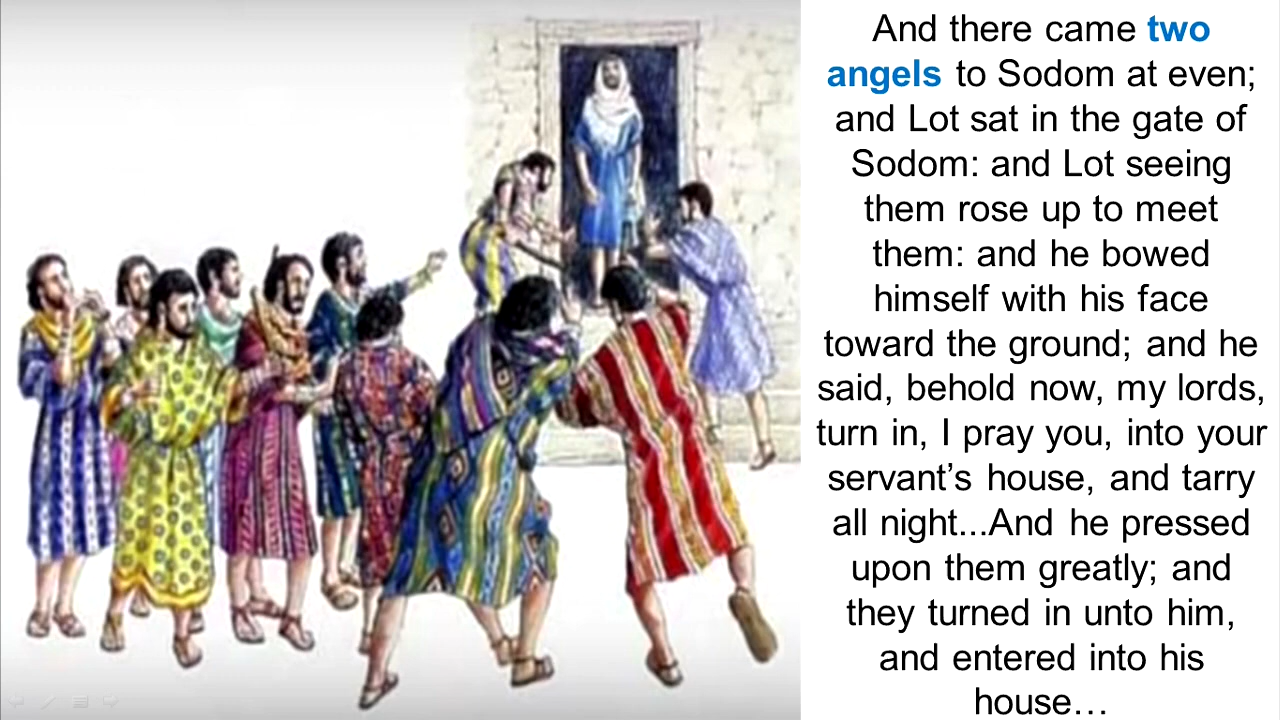 And there came two
angels to Sodom at even;
and Lot sat in the gate of
Sodom: and Lot seeing
them rose up to meet
them: and he bowed
himself with his face
toward the ground; and he
said, behold now, my lords,
turn in, I pray you, into your
servant’s house, and tarry
all night...And he pressed
upon them greatly; and
they turned in unto him,
and entered into his
house…